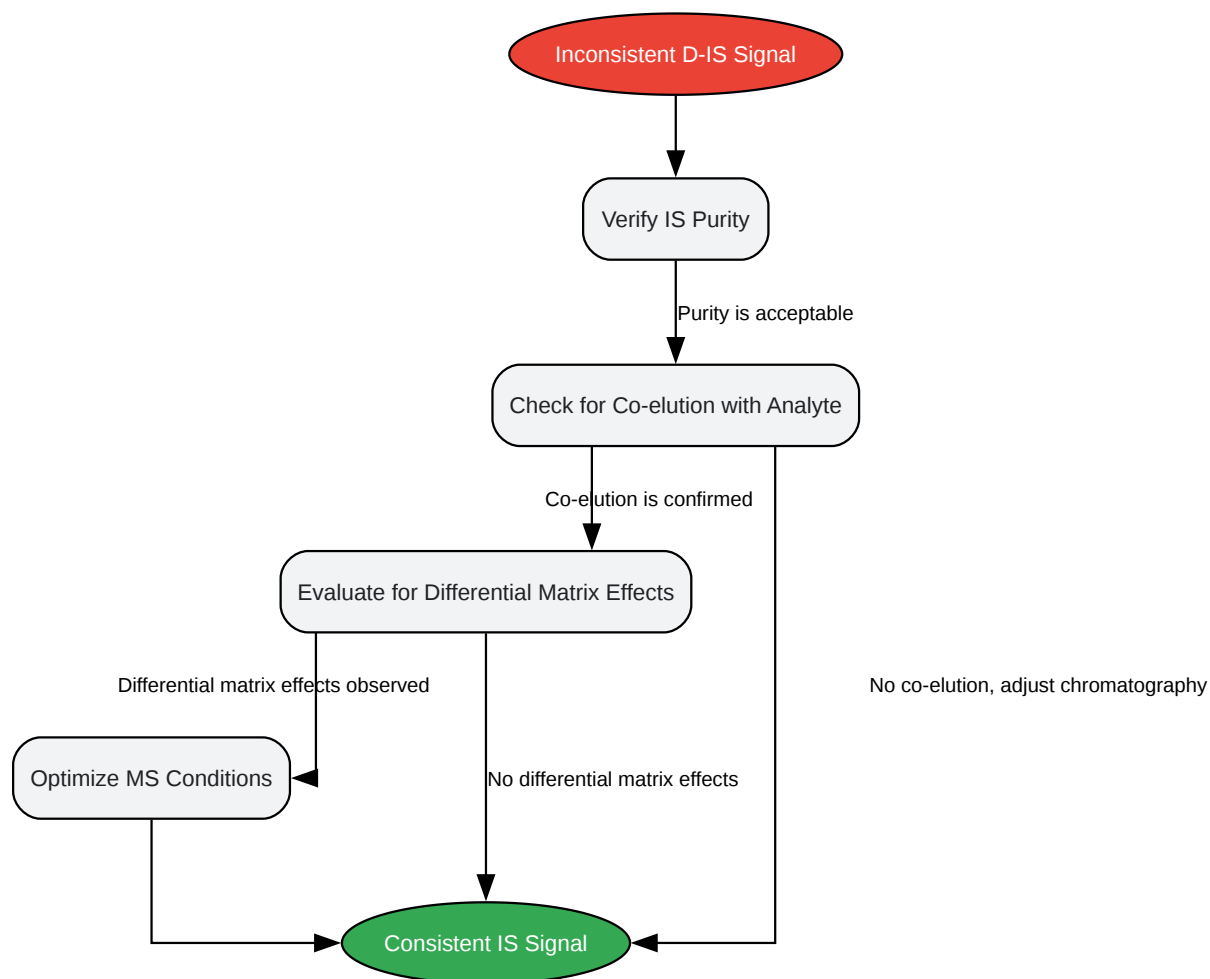 Inconsistent D-IS Signal
Verify IS Purity
Purity is acceptable
Check for Co-elution with Analyte
Co-elution is confirmed
Evaluate for Differential Matrix Effects
Differential matrix effects observed
No co-elution, adjust chromatography
Optimize MS Conditions
No differential matrix effects
Consistent IS Signal